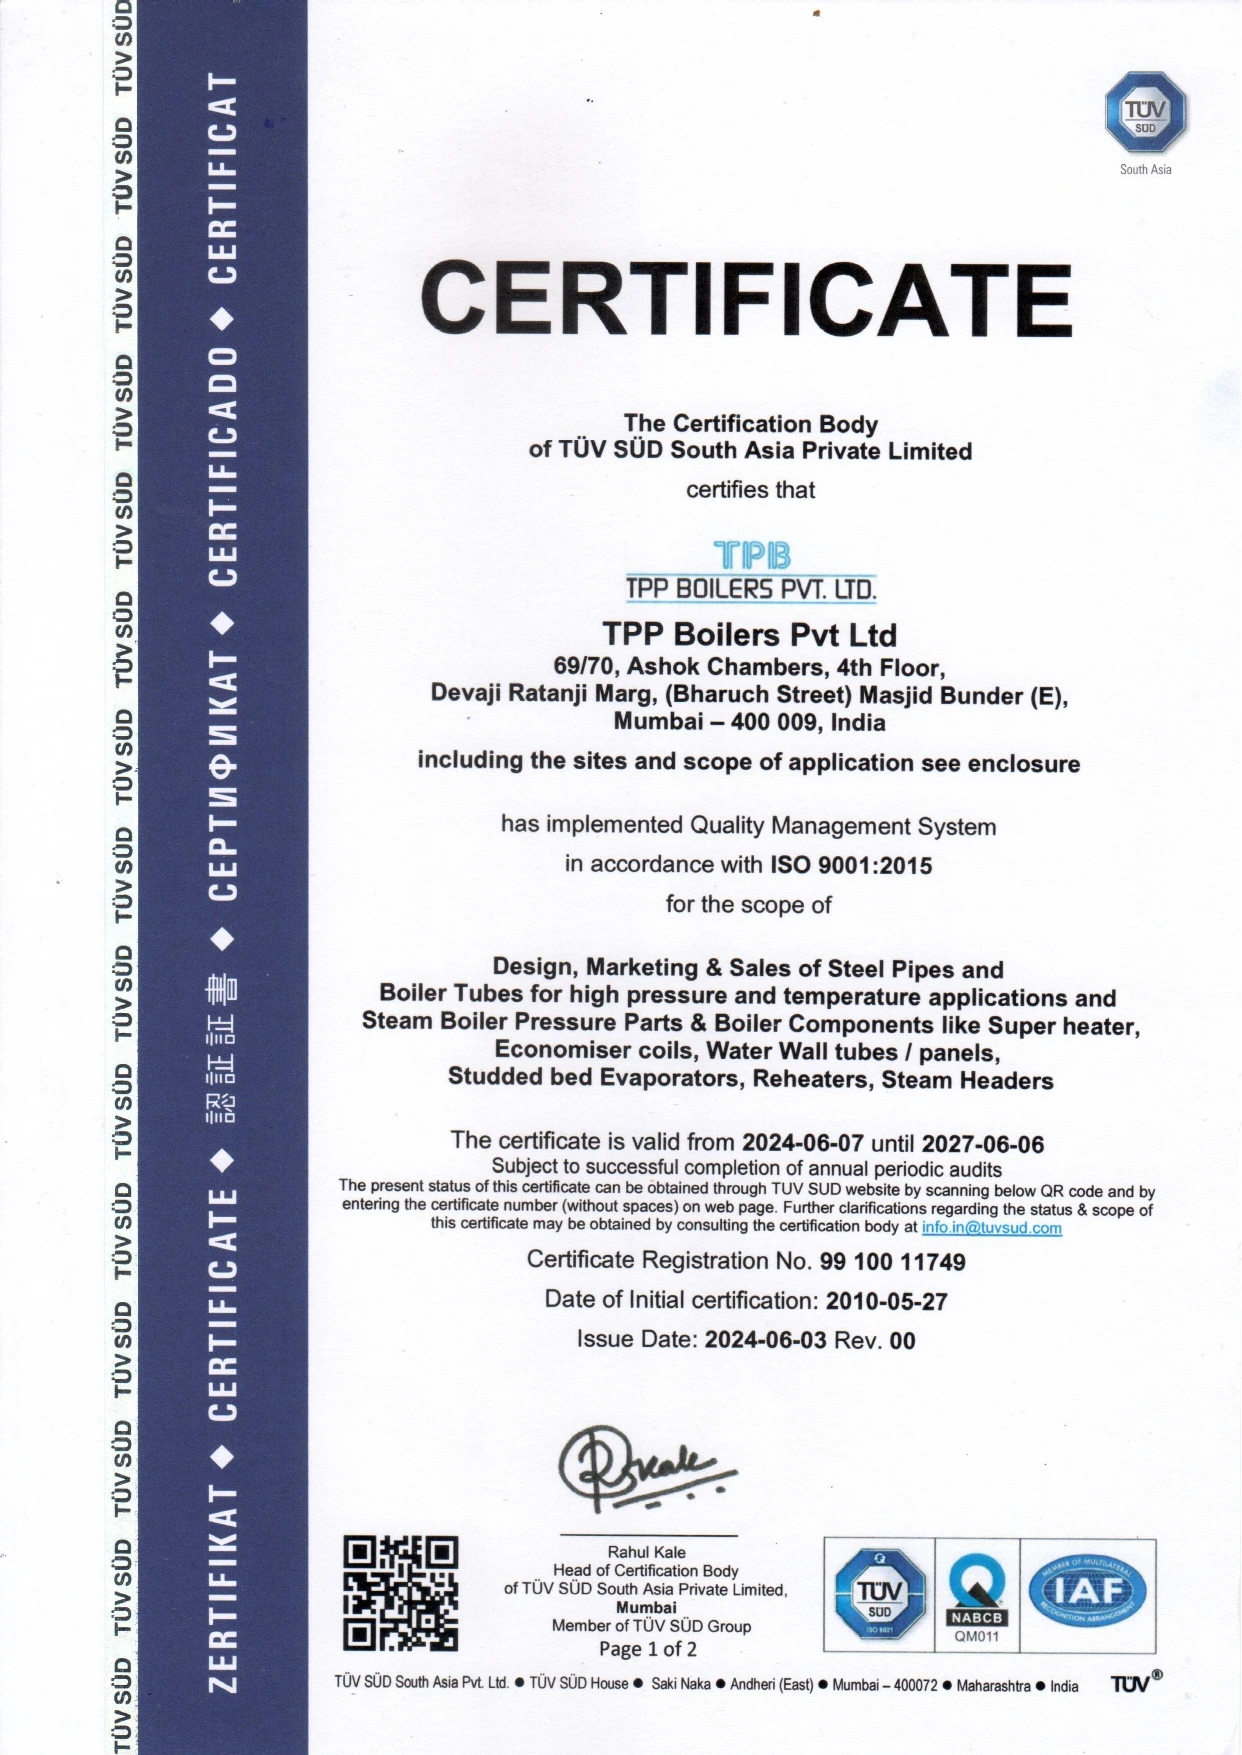 TÜV SÜD TÜV SÜD TÜV SÜD TÜV SÜD TÜV SÜD TÜV SÜD TÜV SÜD TÜV SÜD TÜV SÜD TÜV SÜD TÜV SÜD TÜV SÜD TÜV SÜD TÜV SÜD TÜV SÜD
ZERTIFIKAT ◆ CERTIFICATE ◆ 認証証書 ◆ СЕРТИФИКАТ ◆ CERTIFICADO ◆ CERTIFICAT
TÜV
SÜD
South Asia
CERTIFICATE
The Certification Body
of TÜV SÜD South Asia Private Limited
certifies that
TPB
TPP BOILERS PVT. LTD.
TPP Boilers Pvt Ltd
69/70, Ashok Chambers, 4th Floor,
Devaji Ratanji Marg, (Bharuch Street) Masjid Bunder (E),
Mumbai – 400 009, India
including the sites and scope of application see enclosure
has implemented Quality Management System
in accordance with ISO 9001:2015
for the scope of
Design, Marketing & Sales of Steel Pipes and
Boiler Tubes for high pressure and temperature applications and
Steam Boiler Pressure Parts & Boiler Components like Super heater,
Economiser coils, Water Wall tubes / panels,
Studded bed Evaporators, Reheaters, Steam Headers
The certificate is valid from 2024-06-07 until 2027-06-06
Subject to successful completion of annual periodic audits
The present status of this certificate can be obtained through TUV SUD website by scanning below QR code and by
entering the certificate number (without spaces) on web page. Further clarifications regarding the status & scope of
this certificate may be obtained by consulting the certification body at info.in@tuvsud.com
Certificate Registration No. 99 100 11749
Date of Initial certification: 2010-05-27
Issue Date: 2024-06-03 Rev. 00
RKale
Rahul Kale
Head of Certification Body
of TÜV SÜD South Asia Private Limited,
Mumbai
Member of TÜV SÜD Group
Page 1 of 2
Q
TÜV
SÜD
ISO 9001
NABCB
QM011
MEMBER OF MULTILATERAL
IAF
RECOGNITION ARRANGEMENT
TÜV SÜD South Asia Pvt. Ltd. ● TÜV SÜD House ● Saki Naka ● Andheri (East) ● Mumbai – 400072 ● Maharashtra ● India
TÜV®